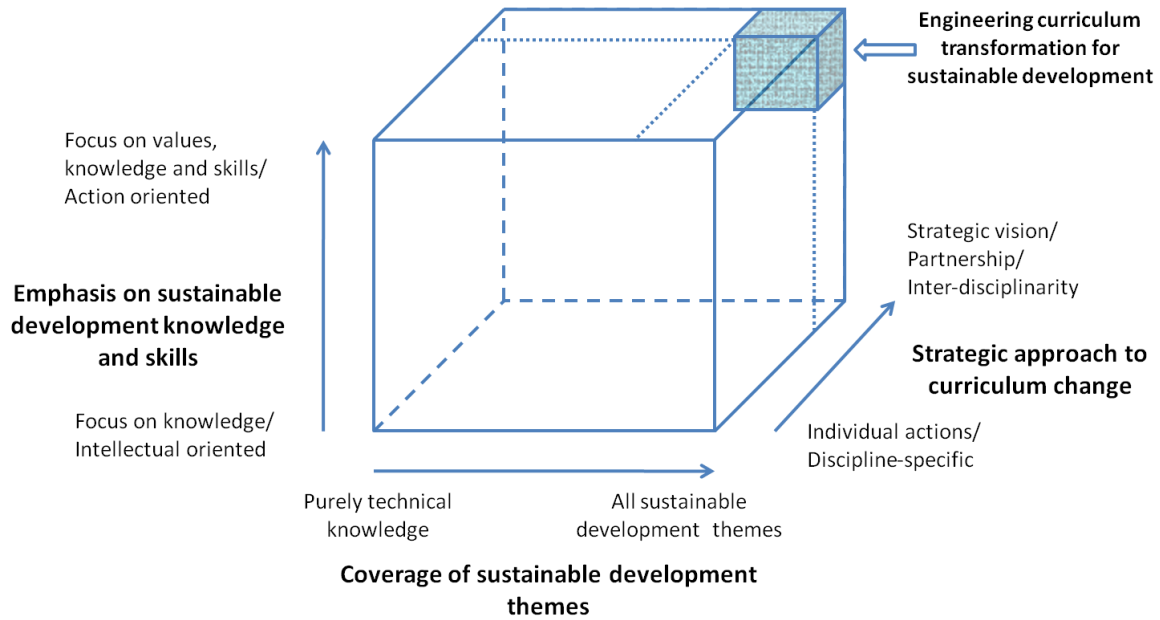 Engineering curriculum
transformation for
sustainable development
Focus on values,
knowledge and skills/
Action oriented
Strategic vision/
Partnership/
Inter-disciplinarity
Emphasis on sustainable
development knowledge
and skills
Strategic approach to
curriculum change
Focus on knowledge/
Intellectual oriented
Individual actions/
Discipline-specific
Purely technical
knowledge
All sustainable
development themes
Coverage of sustainable development
themes